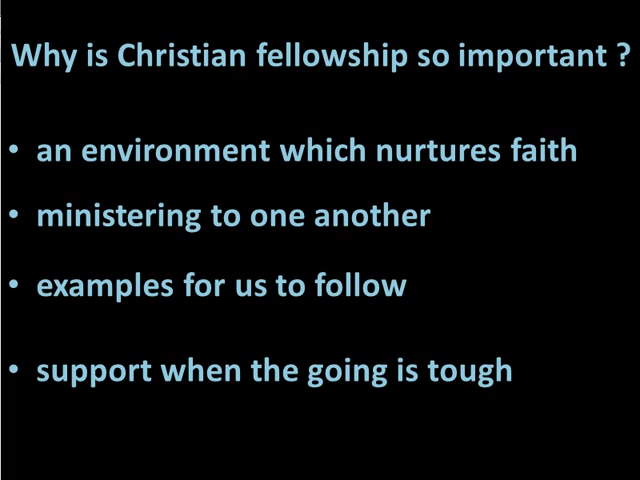 Why is Christian fellowship so important ?
• an environment which nurtures faith
• ministering to one another
• examples for us to follow
• support when the going is tough